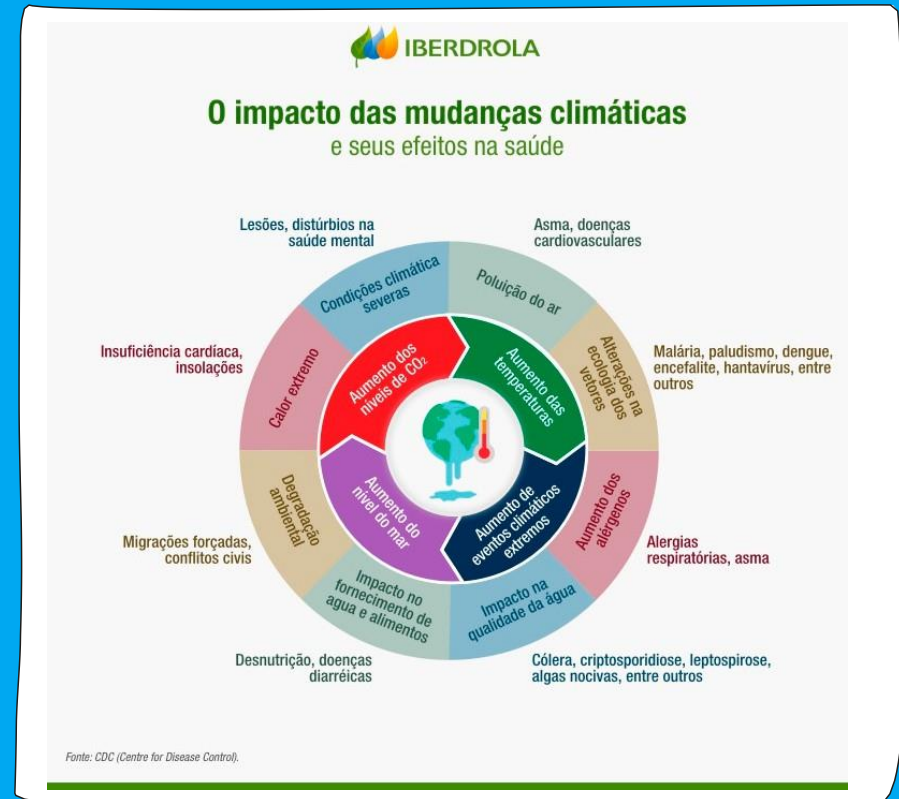 IBERDROLA
O impacto das mudanças climáticas
e seus efeitos na saúde
Lesões, distúrbios na
saúde mental
Asma, doenças
cardiovasculares
Condições climática
severas
Poluição do ar
Insuficiência cardíaca,
insolações
Calor extremo
Aumento dos
níveis de CO₂
Aumento das
temperaturas
Alterações na
ecologia dos
vetores
Malária, paludismo, dengue,
encefalite, hantavírus, entre
outros
Migrações forçadas,
conflitos civis
Degradação
ambiental
Aumento do
nível do mar
Aumento de
eventos climáticos
extremos
Aumento dos
alérgenos
Alergias
respiratórias, asma
Impacto no
fornecimento de
agua e alimentos
Impacto na
qualidade da água
Desnutrição, doenças
diarréicas
Cólera, criptosporidiose, leptospirose,
algas nocivas, entre outros
Fonte: CDC (Centre for Disease Control).